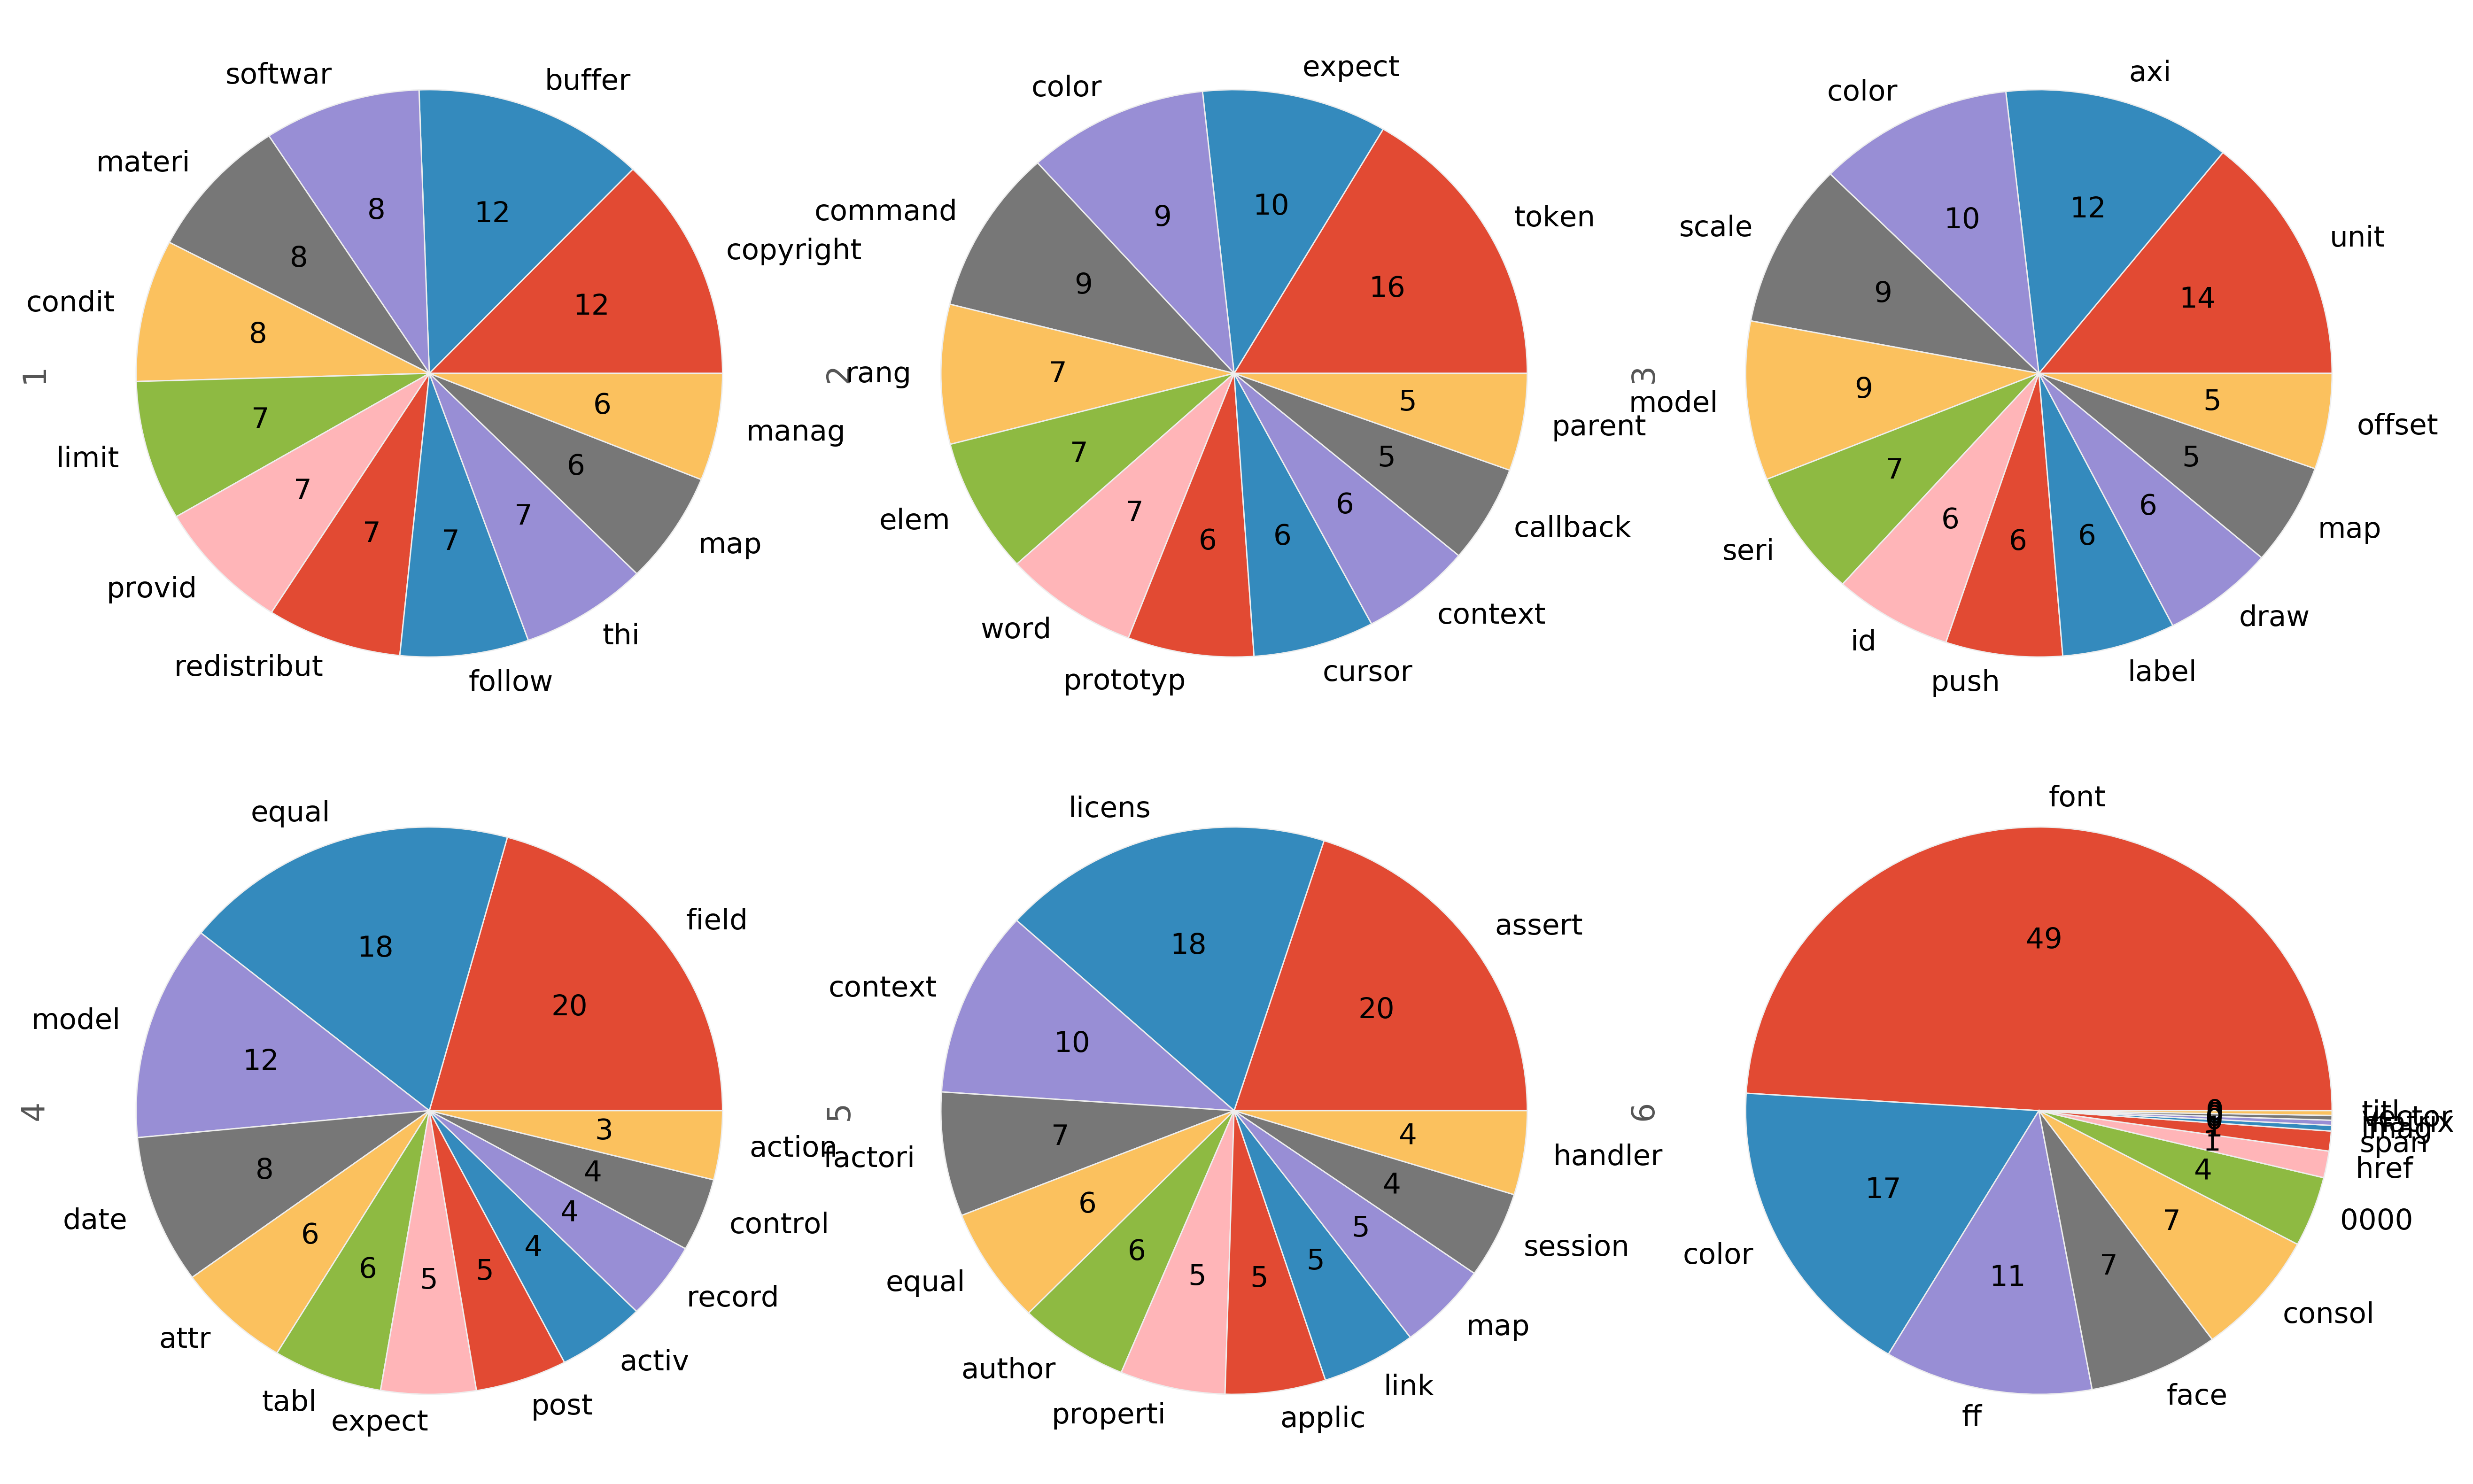 softwar
buffer
materi
copyright
condit
manag
limit
map
provid
thi
redistribut
follow
8
12
8
12
8
6
7
6
7
7
7
7
1
color
expect
command
token
rang
parent
elem
callback
word
context
prototyp
cursor
9
10
9
16
7
5
7
5
7
6
6
6
2
color
axi
scale
unit
model
offset
seri
map
id
draw
push
label
10
12
9
14
9
5
7
5
6
6
6
6
3
equal
field
model
action
date
control
attr
record
tabl
activ
expect
post
18
20
12
3
8
4
6
4
6
4
5
5
4
licens
assert
context
handler
factori
session
equal
map
author
link
properti
applic
18
20
10
4
7
4
6
5
6
5
5
5
5
font
color
ff
face
consol
0000
href
span
titl
vector
49
17
11
7
7
4
1
6